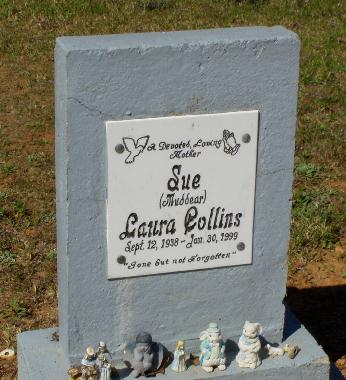 A Devoted, Loving
Mother
Sue
(Muddear)
Laura Collins
Sept. 12, 1938 - Jan. 30, 1999
"Gone But not Forgotten"